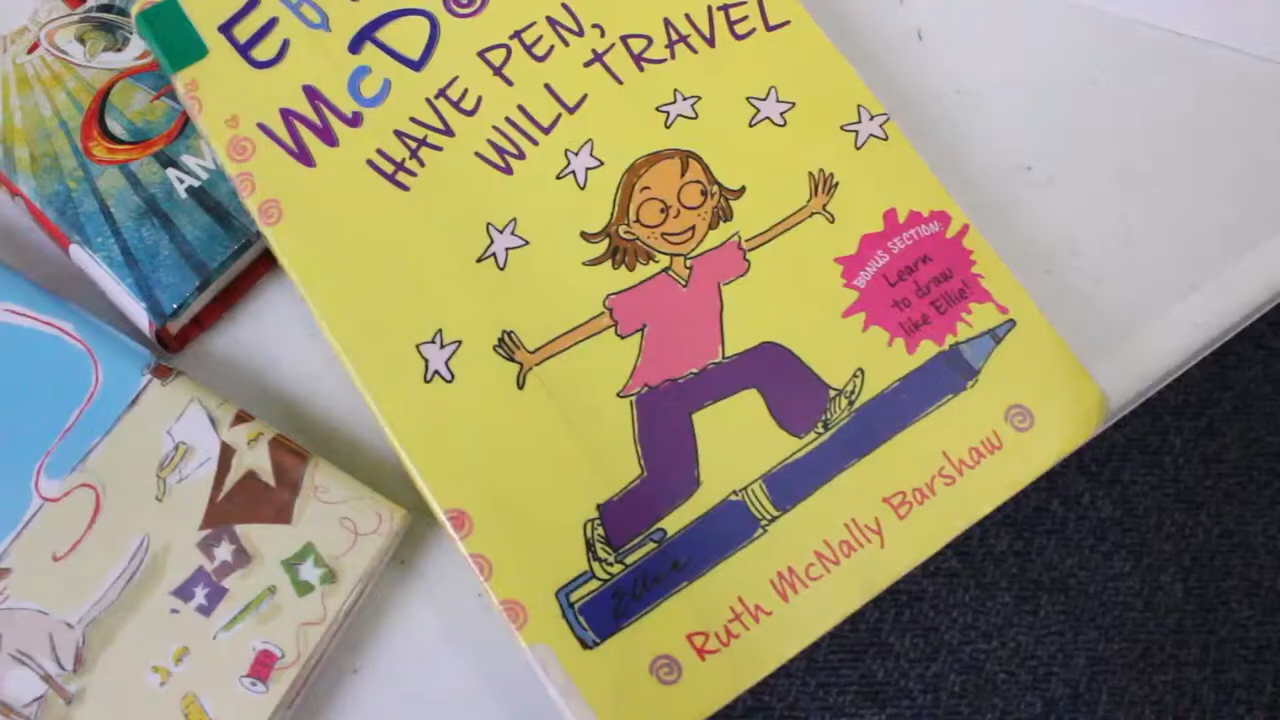 McD
HAVE PEN,
WILL TRAVEL
BONUS SECTION:
Learn
to draw
like Ellie!
Ellie
Ruth McNally Barshaw